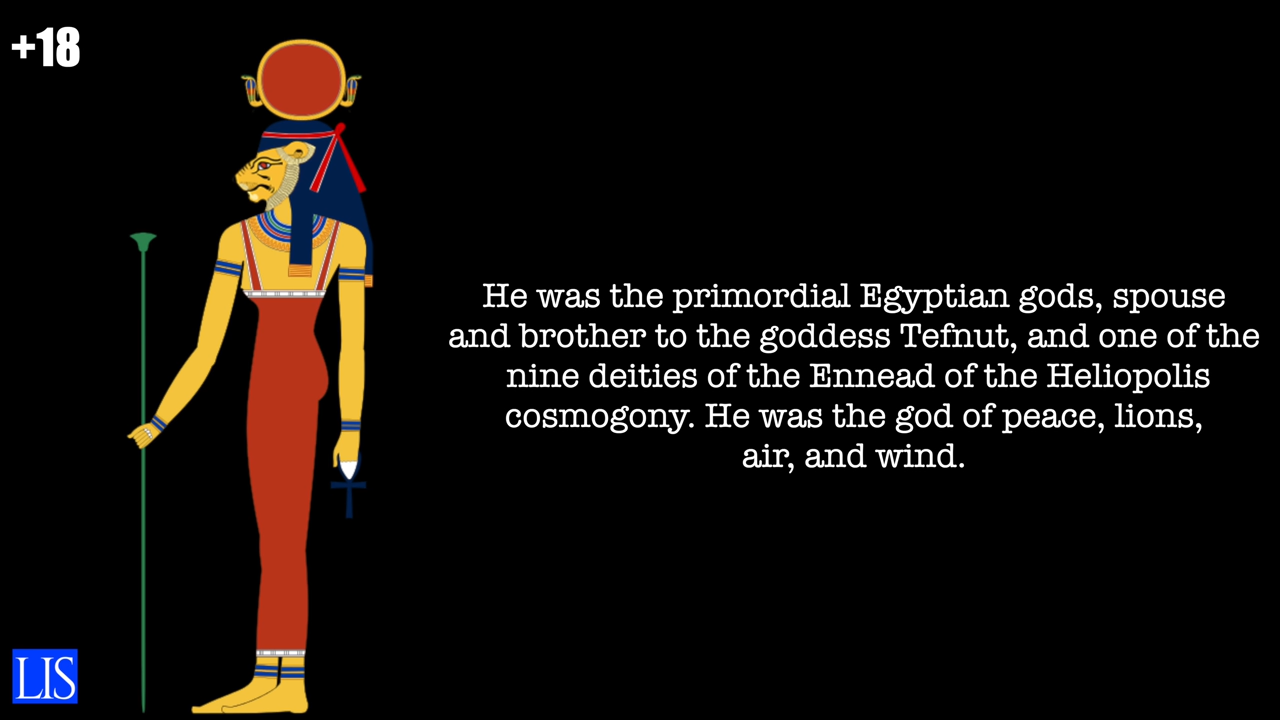 +18
He was the primordial Egyptian gods, spouse
and brother to the goddess Tefnut, and one of the
nine deities of the Ennead of the Heliopolis
cosmogony. He was the god of peace, lions,
air, and wind.
LIS